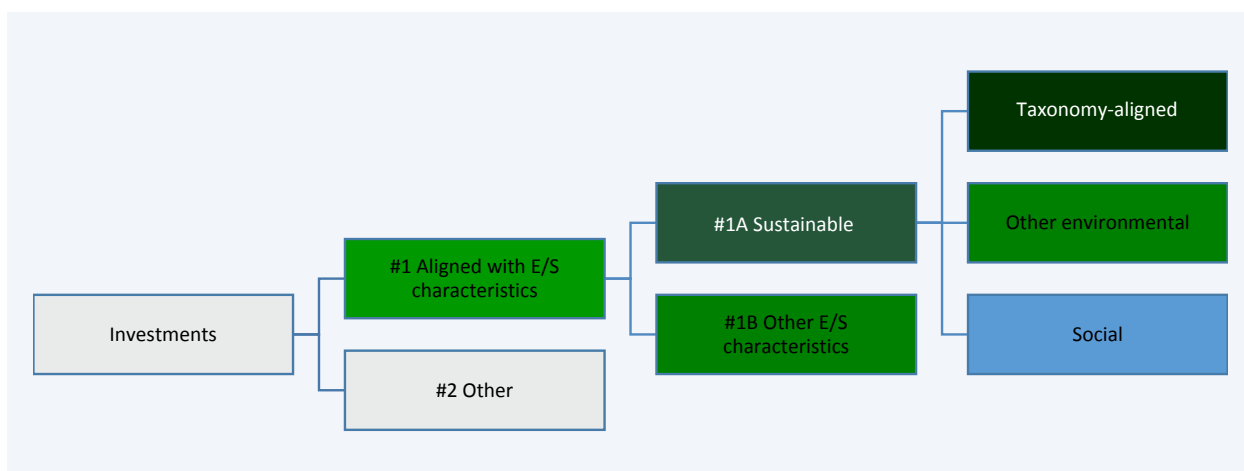 Investments
#1 Aligned with E/S
characteristics
#2 Other
#1A Sustainable
#1B Other E/S
characteristics
Taxonomy-aligned
Other environmental
Social